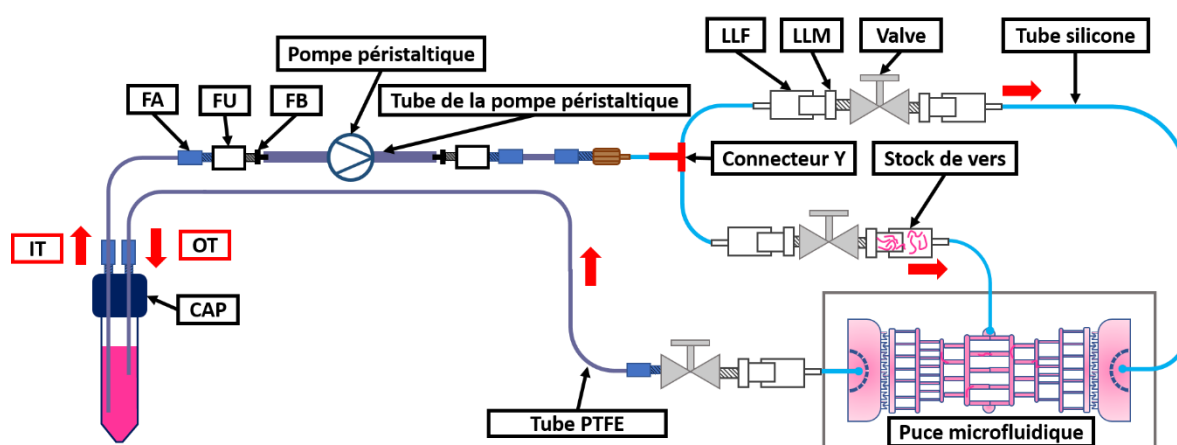 LLF
LLM
Valve
Tube silicone
Pompe péristaltique
FA
FU
FB
Tube de la pompe péristaltique
Connecteur Y
Stock de vers
IT
OT
CAP
Tube PTFE
Puce microfluidique